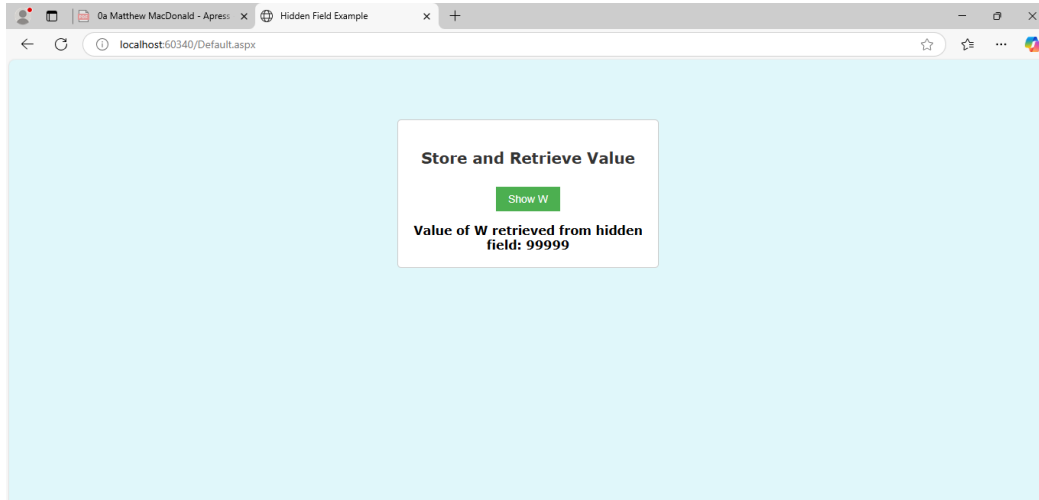 0a Matthew MacDonald - Apress
Hidden Field Example
localhost:60340/Default.aspx
Store and Retrieve Value
Show W
Value of W retrieved from hidden
field: 99999